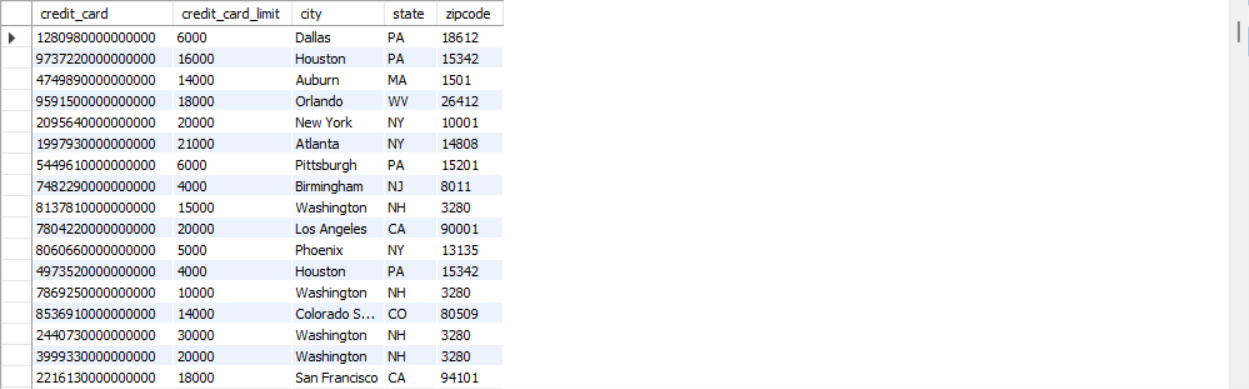 credit_card credit_card_limit city state zipcode
1280980000000000 6000 Dallas PA 18612
9737220000000000 16000 Houston PA 15342
4749890000000000 14000 Auburn MA 1501
9591500000000000 18000 Orlando WV 26412
2095640000000000 20000 New York NY 10001
1997930000000000 21000 Atlanta NY 14808
5449610000000000 6000 Pittsburgh PA 15201
7482290000000000 4000 Birmingham NJ 8011
8137810000000000 15000 Washington NH 3280
7804220000000000 20000 Los Angeles CA 90001
8060660000000000 5000 Phoenix NY 13135
4973520000000000 4000 Houston PA 15342
7869250000000000 10000 Washington NH 3280
8536910000000000 14000 Colorado S... CO 80509
2440730000000000 30000 Washington NH 3280
3999330000000000 20000 Washington NH 3280
2216130000000000 18000 San Francisco CA 94101